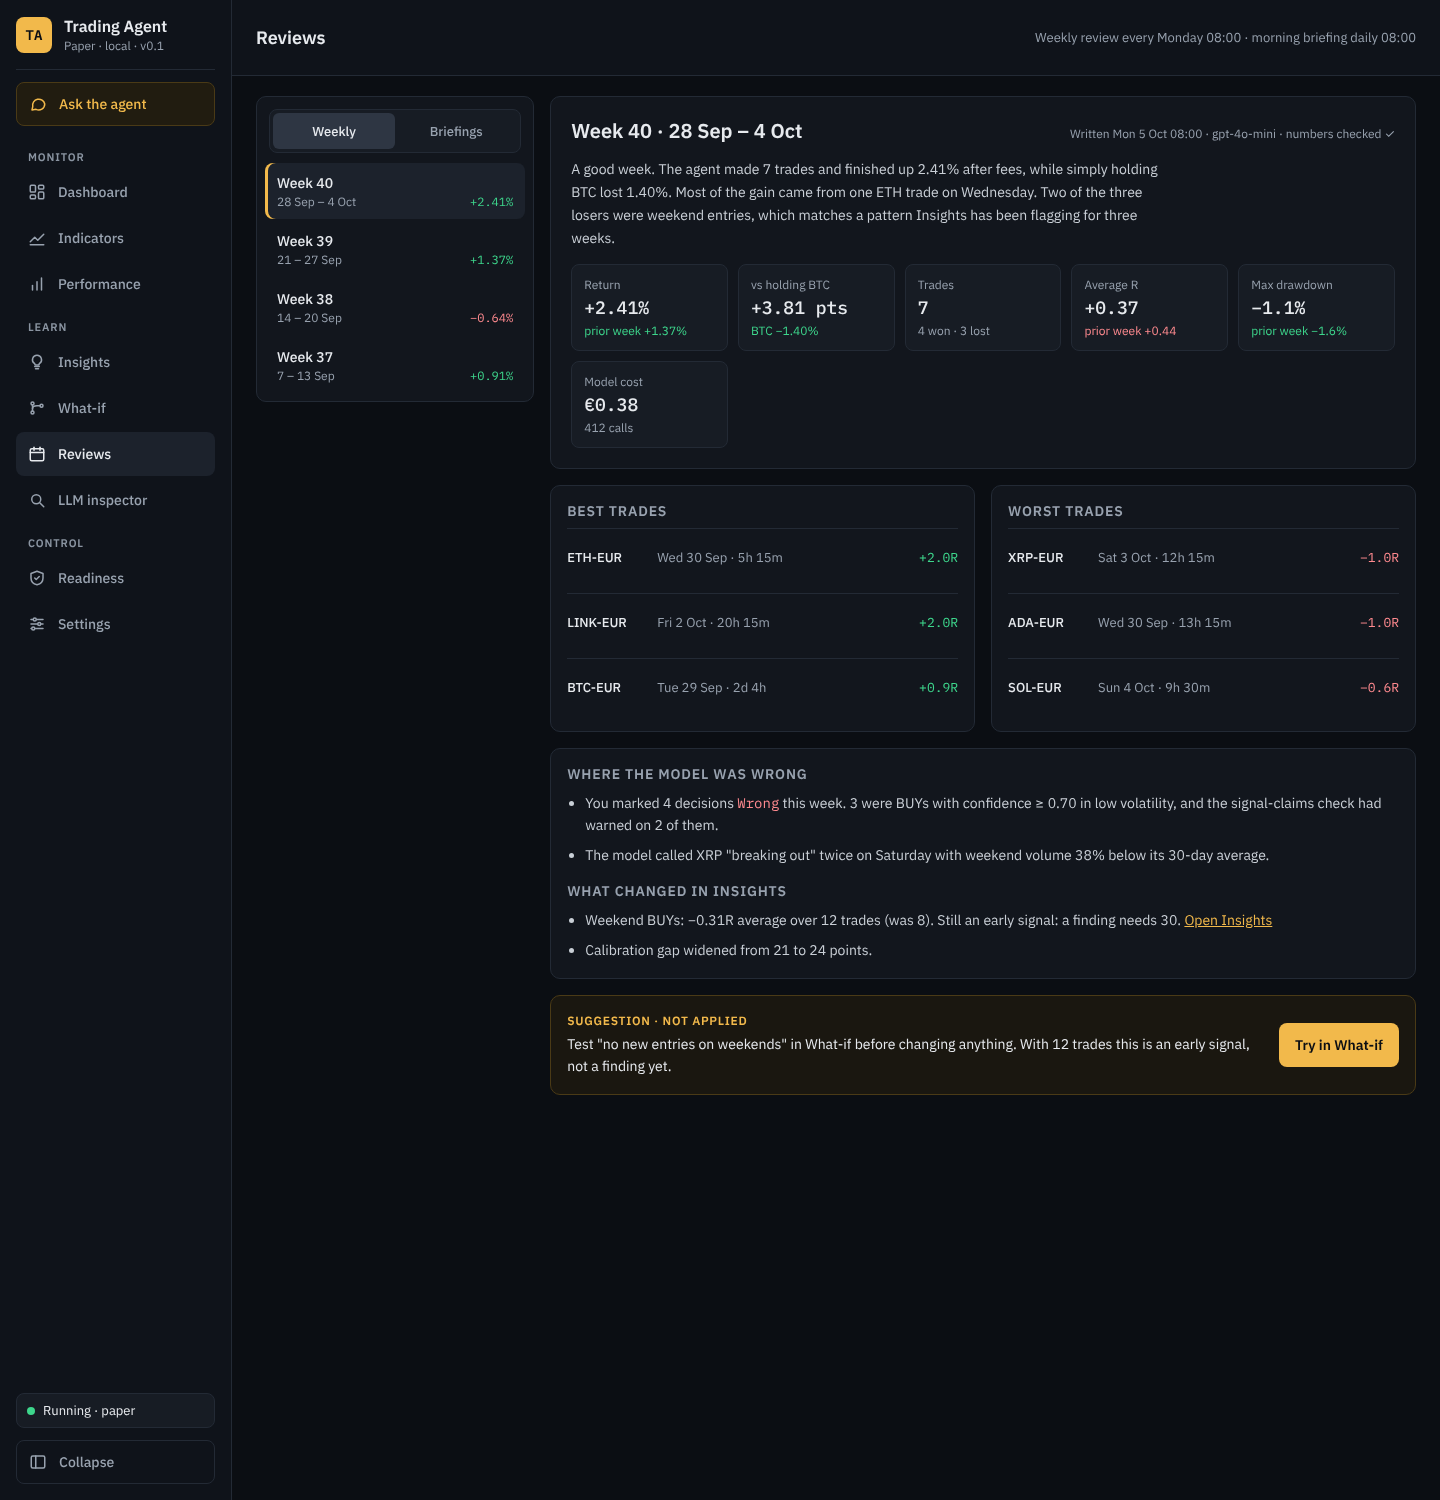 TA
Trading Agent
Paper · local · v0.1
Ask the agent
MONITOR
Dashboard
Indicators
Performance
LEARN
Insights
What-if
Reviews
LLM inspector
CONTROL
Readiness
Settings
Running · paper
Collapse
Reviews
Weekly review every Monday 08:00 · morning briefing daily 08:00
Weekly
Briefings
Week 40
28 Sep – 4 Oct
+2.41%
Week 39
21 – 27 Sep
+1.37%
Week 38
14 – 20 Sep
−0.64%
Week 37
7 – 13 Sep
+0.91%
Week 40 · 28 Sep – 4 Oct
Written Mon 5 Oct 08:00 · gpt-4o-mini · numbers checked ✓
A good week. The agent made 7 trades and finished up 2.41% after fees, while simply holding
BTC lost 1.40%. Most of the gain came from one ETH trade on Wednesday. Two of the three
losers were weekend entries, which matches a pattern Insights has been flagging for three
weeks.
Return
+2.41%
prior week +1.37%
vs holding BTC
+3.81 pts
BTC −1.40%
Trades
7
4 won · 3 lost
Average R
+0.37
prior week +0.44
Max drawdown
−1.1%
prior week −1.6%
Model cost
€0.38
412 calls
BEST TRADES
ETH-EUR Wed 30 Sep · 5h 15m +2.0R
LINK-EUR Fri 2 Oct · 20h 15m +2.0R
BTC-EUR Tue 29 Sep · 2d 4h +0.9R
WORST TRADES
XRP-EUR Sat 3 Oct · 12h 15m −1.0R
ADA-EUR Wed 30 Sep · 13h 15m −1.0R
SOL-EUR Sun 4 Oct · 9h 30m −0.6R
WHERE THE MODEL WAS WRONG
• You marked 4 decisions Wrong this week. 3 were BUYs with confidence ≥ 0.70 in low volatility, and the signal-claims check had
warned on 2 of them.
• The model called XRP "breaking out" twice on Saturday with weekend volume 38% below its 30-day average.
WHAT CHANGED IN INSIGHTS
• Weekend BUYs: −0.31R average over 12 trades (was 8). Still an early signal: a finding needs 30. Open Insights
• Calibration gap widened from 21 to 24 points.
SUGGESTION · NOT APPLIED
Test "no new entries on weekends" in What-if before changing anything. With 12 trades this is an early signal,
not a finding yet.
Try in What-if